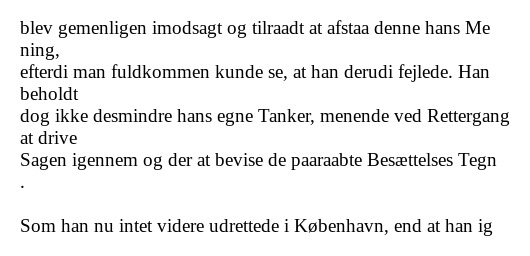 blev gemenligen imodsagt og tilraadt at afstaa denne hans Me
ning,
efterdi man fuldkommen kunde se, at han derudi fejlede. Han
beholdt
dog ikke desmindre hans egne Tanker, menende ved Rettergang
at drive
Sagen igennem og der at bevise de paaraabte Besættelses Tegn
.
Som han nu intet videre udrettede i København, end at han ig